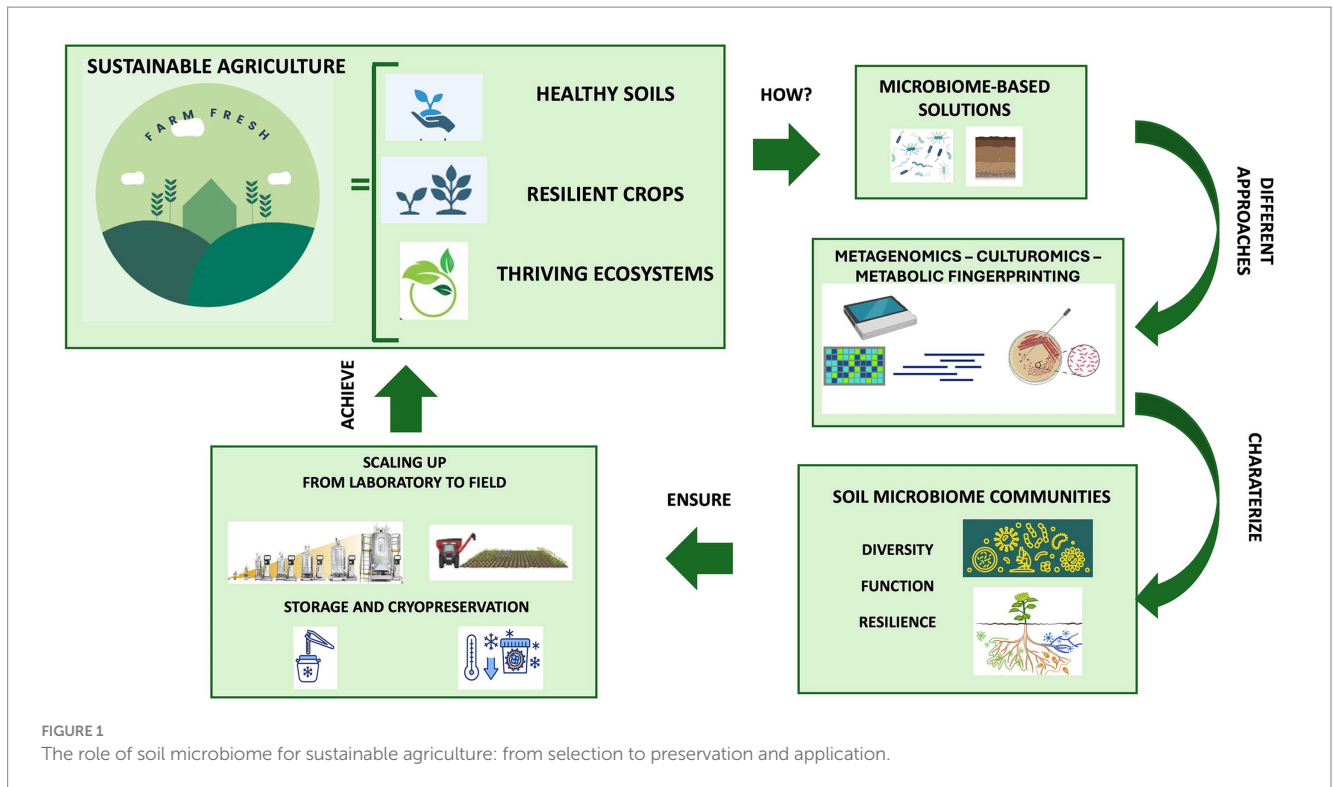 SUSTAINABLE AGRICULTURE
FARM FRESH
=
HEALTHY SOILS
RESILIENT CROPS
THRIVING ECOSYSTEMS
HOW?
MICROBIOME-BASED
SOLUTIONS
DIFFERENT
APPROACHES
METAGENOMICS – CULTUROMICS –
METABOLIC FINGERPRINTING
CHARATERIZE
SOIL MICROBIOME COMMUNITIES
DIVERSITY
FUNCTION
RESILIENCE
ENSURE
SCALING UP
FROM LABORATORY TO FIELD
STORAGE AND CRYOPRESERVATION
ACHIEVE
FIGURE 1
The role of soil microbiome for sustainable agriculture: from selection to preservation and application.